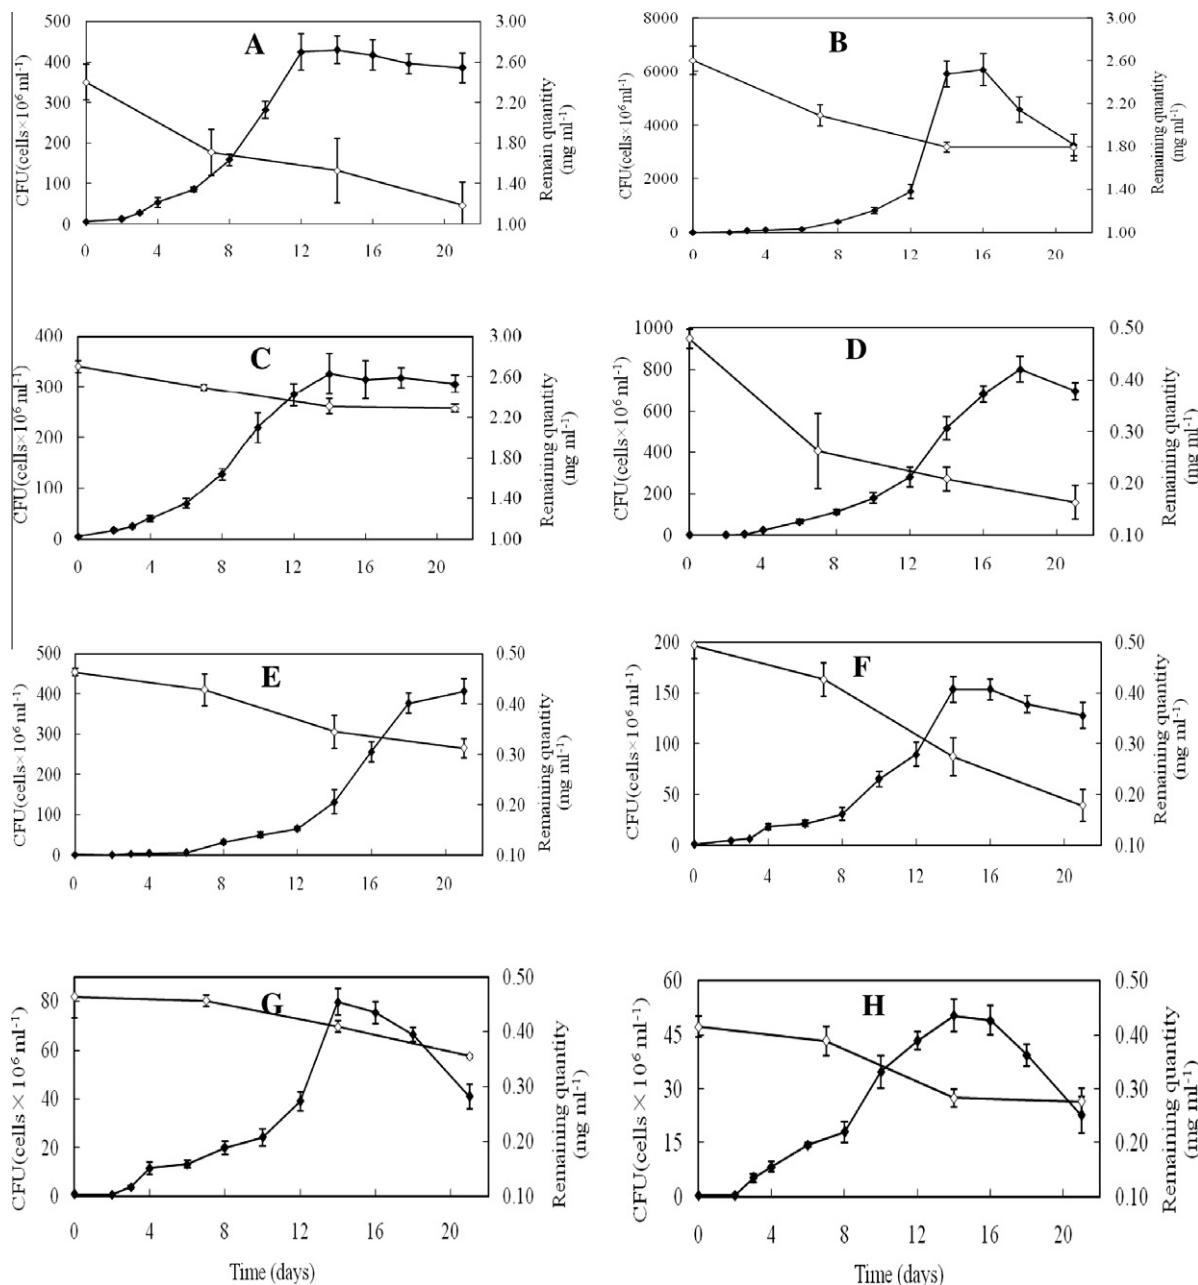 A
CFU(cells×10⁶ ml⁻¹)
500
400
300
200
100
0
3.00
2.60
2.20
1.80
1.40
1.00
Remain quantity
(mg ml⁻¹)
0 4 8 12 16 20
B
CFU(cells×10⁶ml⁻¹)
8000
6000
4000
2000
0
3.00
2.60
2.20
1.80
1.40
1.00
Remaining quantity
(mg ml⁻¹)
0 4 8 12 16 20
C
CFU(cells×10⁶ ml⁻¹)
400
300
200
100
0
3.00
2.60
2.20
1.80
1.40
1.00
Remaining quantity
(mg ml⁻¹)
0 4 8 12 16 20
D
CFU(cells×10⁶ ml⁻¹)
1000
800
600
400
200
0
0.50
0.40
0.30
0.20
0.10
Remaining quantity
(mg ml⁻¹)
0 4 8 12 16 20
E
CFU(cells×10⁶ ml⁻¹)
500
400
300
200
100
0
0.50
0.40
0.30
0.20
0.10
Remaining quantity
(mg ml⁻¹)
0 4 8 12 16 20
F
CFU(cells×10⁶ ml⁻¹)
200
150
100
50
0
0.50
0.40
0.30
0.20
0.10
Remaining quantity
(mg ml⁻¹)
0 4 8 12 16 20
G
CFU(cells × 10⁶ ml⁻¹)
80
60
40
20
0
0.50
0.40
0.30
0.20
0.10
Remaining quantity
(mg ml⁻¹)
0 4 8 12 16 20
Time (days)
H
CFU(cells × 10⁶ ml⁻¹)
60
45
30
15
0
0.50
0.40
0.30
0.20
0.10
Remaining quantity
(mg ml⁻¹)
0 4 8 12 16 20
Time (days)